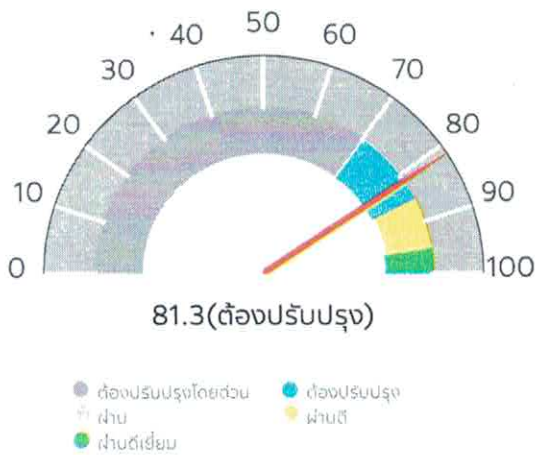 50
40 60
30 70
20 80
10 90
0 100
81.3(ต้องปรับปรุง)
ต้องปรับปรุงโดยด่วน ต้องปรับปรุง
ผ่าน ผ่านดี
ผ่านดีเยี่ยม